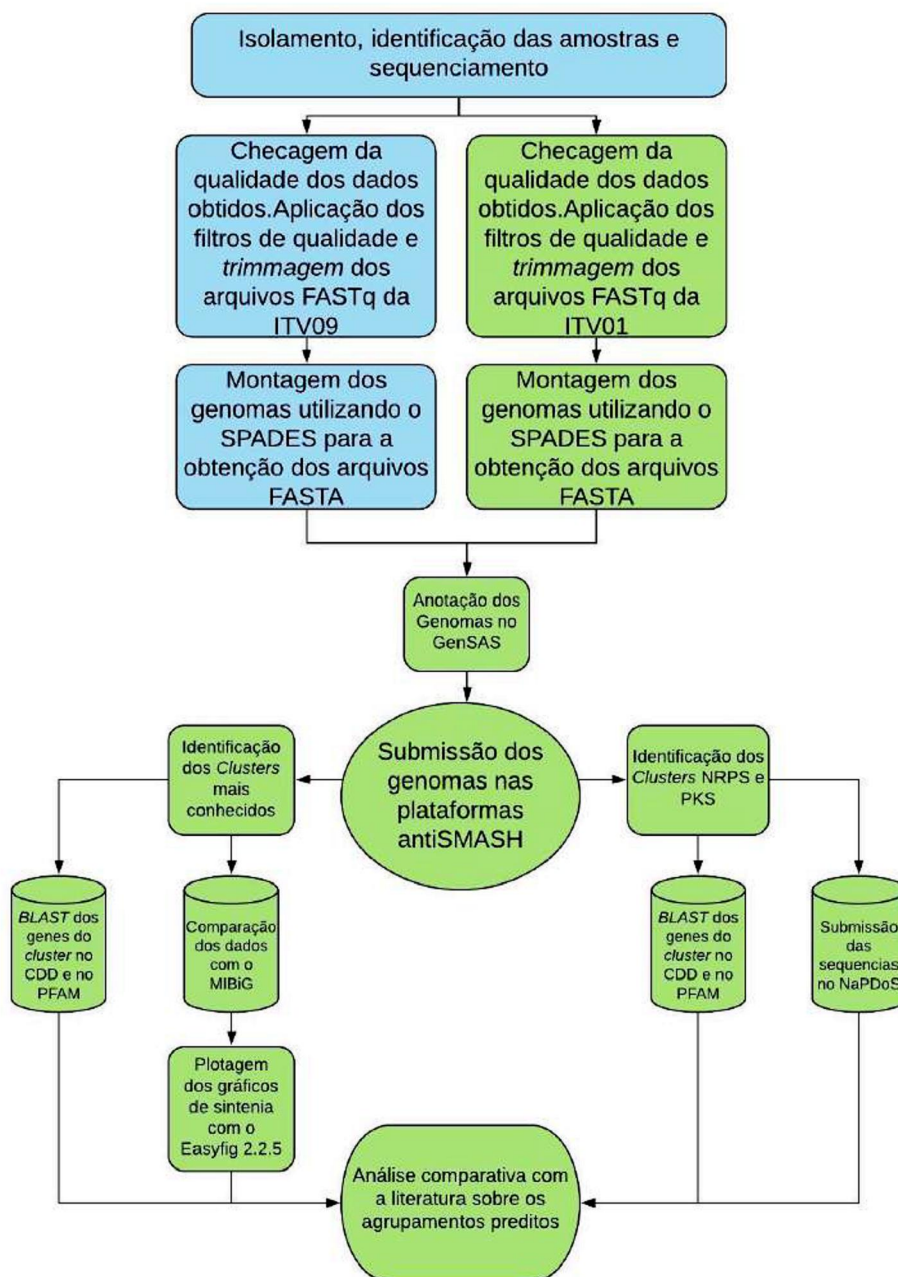 Isolamento, identificação das amostras e
sequenciamento
Checagem da
qualidade dos dados
obtidos.Aplicação dos
filtros de qualidade e
trimmagem dos
arquivos FASTq da
ITV09
Checagem da
qualidade dos dados
obtidos.Aplicação dos
filtros de qualidade e
trimmagem dos
arquivos FASTq da
ITV01
Montagem dos
genomas utilizando o
SPADES para a
obtenção dos arquivos
FASTA
Montagem dos
genomas utilizando o
SPADES para a
obtenção dos arquivos
FASTA
Anotação dos
Genomas no
GenSAS
Submissão dos
genomas nas
plataformas
antiSMASH
Identificação
dos Clusters
mais
conhecidos
Identificação dos
Clusters NRPS e
PKS
BLAST dos
genes do
cluster no
CDD e no
PFAM
Comparação
dos dados
com o
MIBiG
BLAST dos
genes do
cluster no
CDD e no
PFAM
Submissão
das
sequencias
no NaPDoS
Plotagem
dos gráficos
de sintenia
com o
Easyfig 2.2.5
Análise comparativa com
a literatura sobre os
agrupamentos preditos